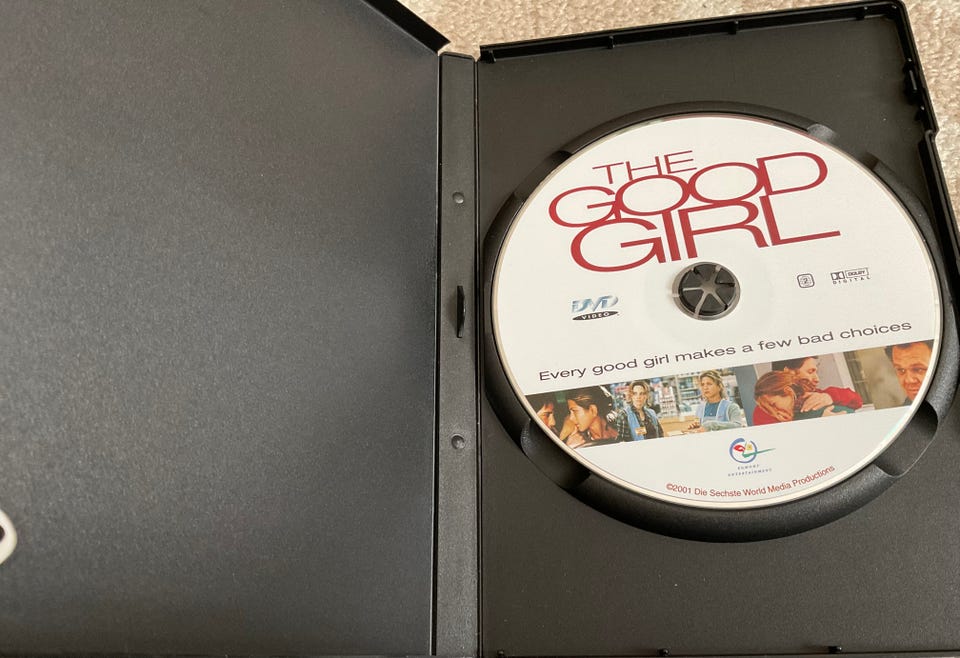 THE
GOOD
GIRL
DVD
VIDEO
2
DOLBY
DIGITAL
Every good girl makes a few bad choices
ENTERTAINMENT
©2001 Die Sechste World Media Productions